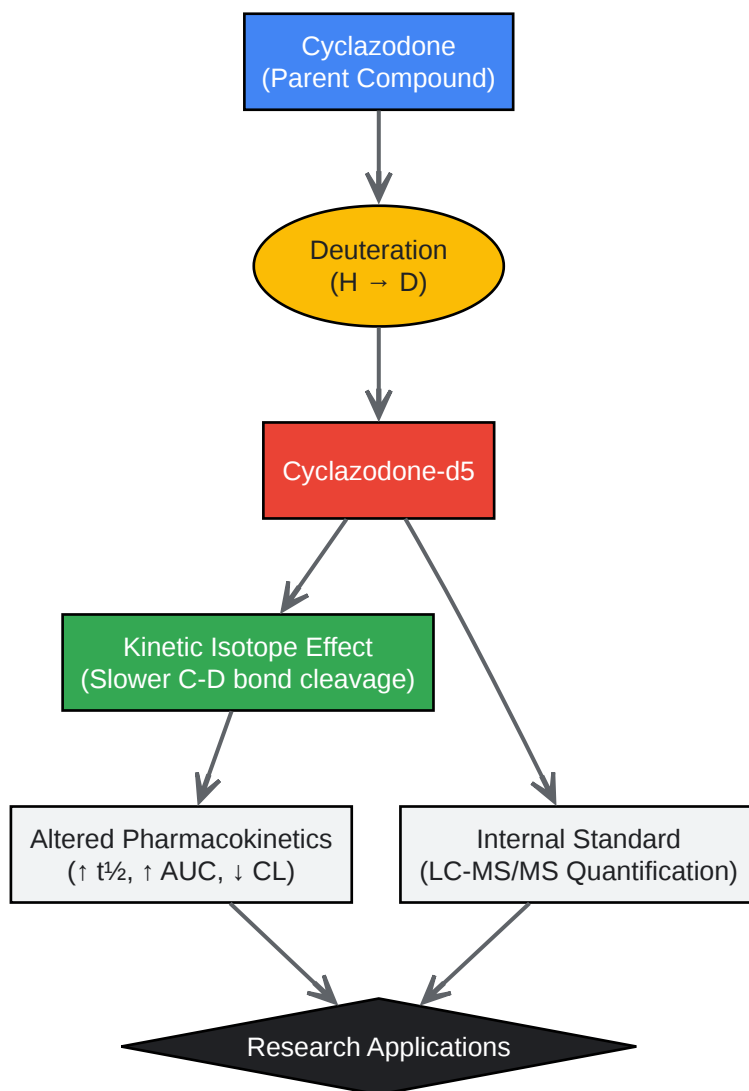 Cyclazodone
(Parent Compound)
Deuteration
(H → D)
Cyclazodone-d5
Kinetic Isotope Effect
(Slower C-D bond cleavage)
Altered Pharmacokinetics
(↑ t½, ↑ AUC, ↓ CL)
Internal Standard
(LC-MS/MS Quantification)
Research Applications